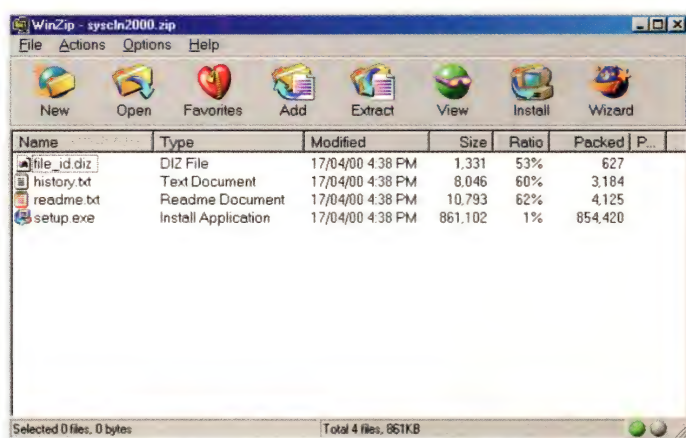 WinZip - syscln2000.zip
File Actions Options Help
New Open Favorites Add Extract View Install Wizard
Name Type Modified Size Ratio Packed P...
file_id.diz DIZ File 17/04/00 4:38 PM 1,331 53% 627
history.txt Text Document 17/04/00 4:38 PM 8,046 60% 3,184
readme.txt Readme Document 17/04/00 4:38 PM 10,793 62% 4,125
setup.exe Install Application 17/04/00 4:38 PM 861,102 1% 854,420
Selected 0 files, 0 bytes Total 4 files, 861KB